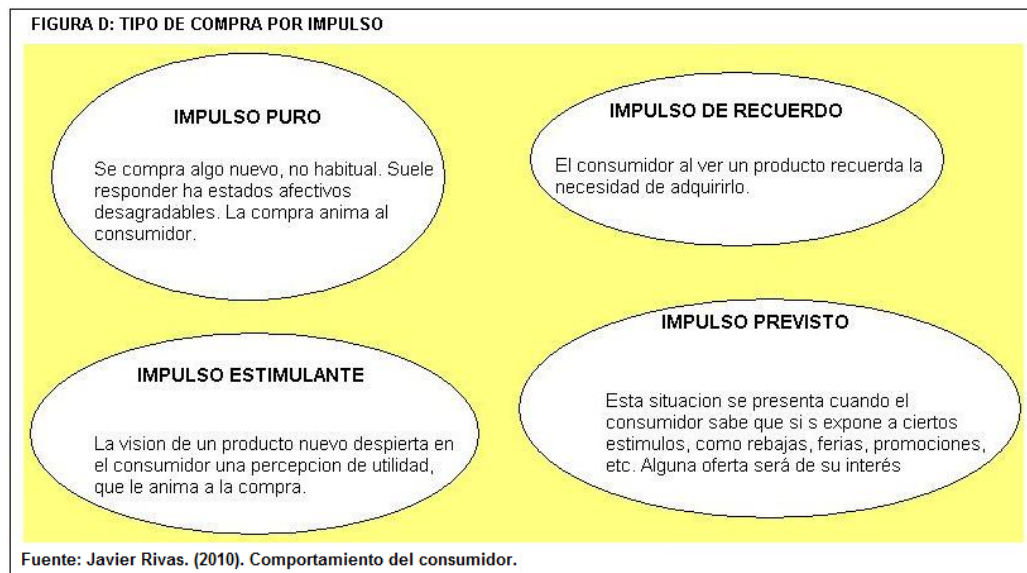 FIGURA D: TIPO DE COMPRA POR IMPULSO
IMPULSO PURO
Se compra algo nuevo, no habitual. Suele
responder ha estados afectivos
desagradables. La compra anima al
consumidor.
IMPULSO DE RECUERDO
El consumidor al ver un producto recuerda la
necesidad de adquirirlo.
IMPULSO ESTIMULANTE
La vision de un producto nuevo despierta en
el consumidor una percepcion de utilidad,
que le anima a la compra.
IMPULSO PREVISTO
Esta situacion se presenta cuando el
consumidor sabe que si s expone a ciertos
estimulos, como rebajas, ferias, promociones,
etc. Alguna oferta será de su interés
Fuente: Javier Rivas. (2010). Comportamiento del consumidor.